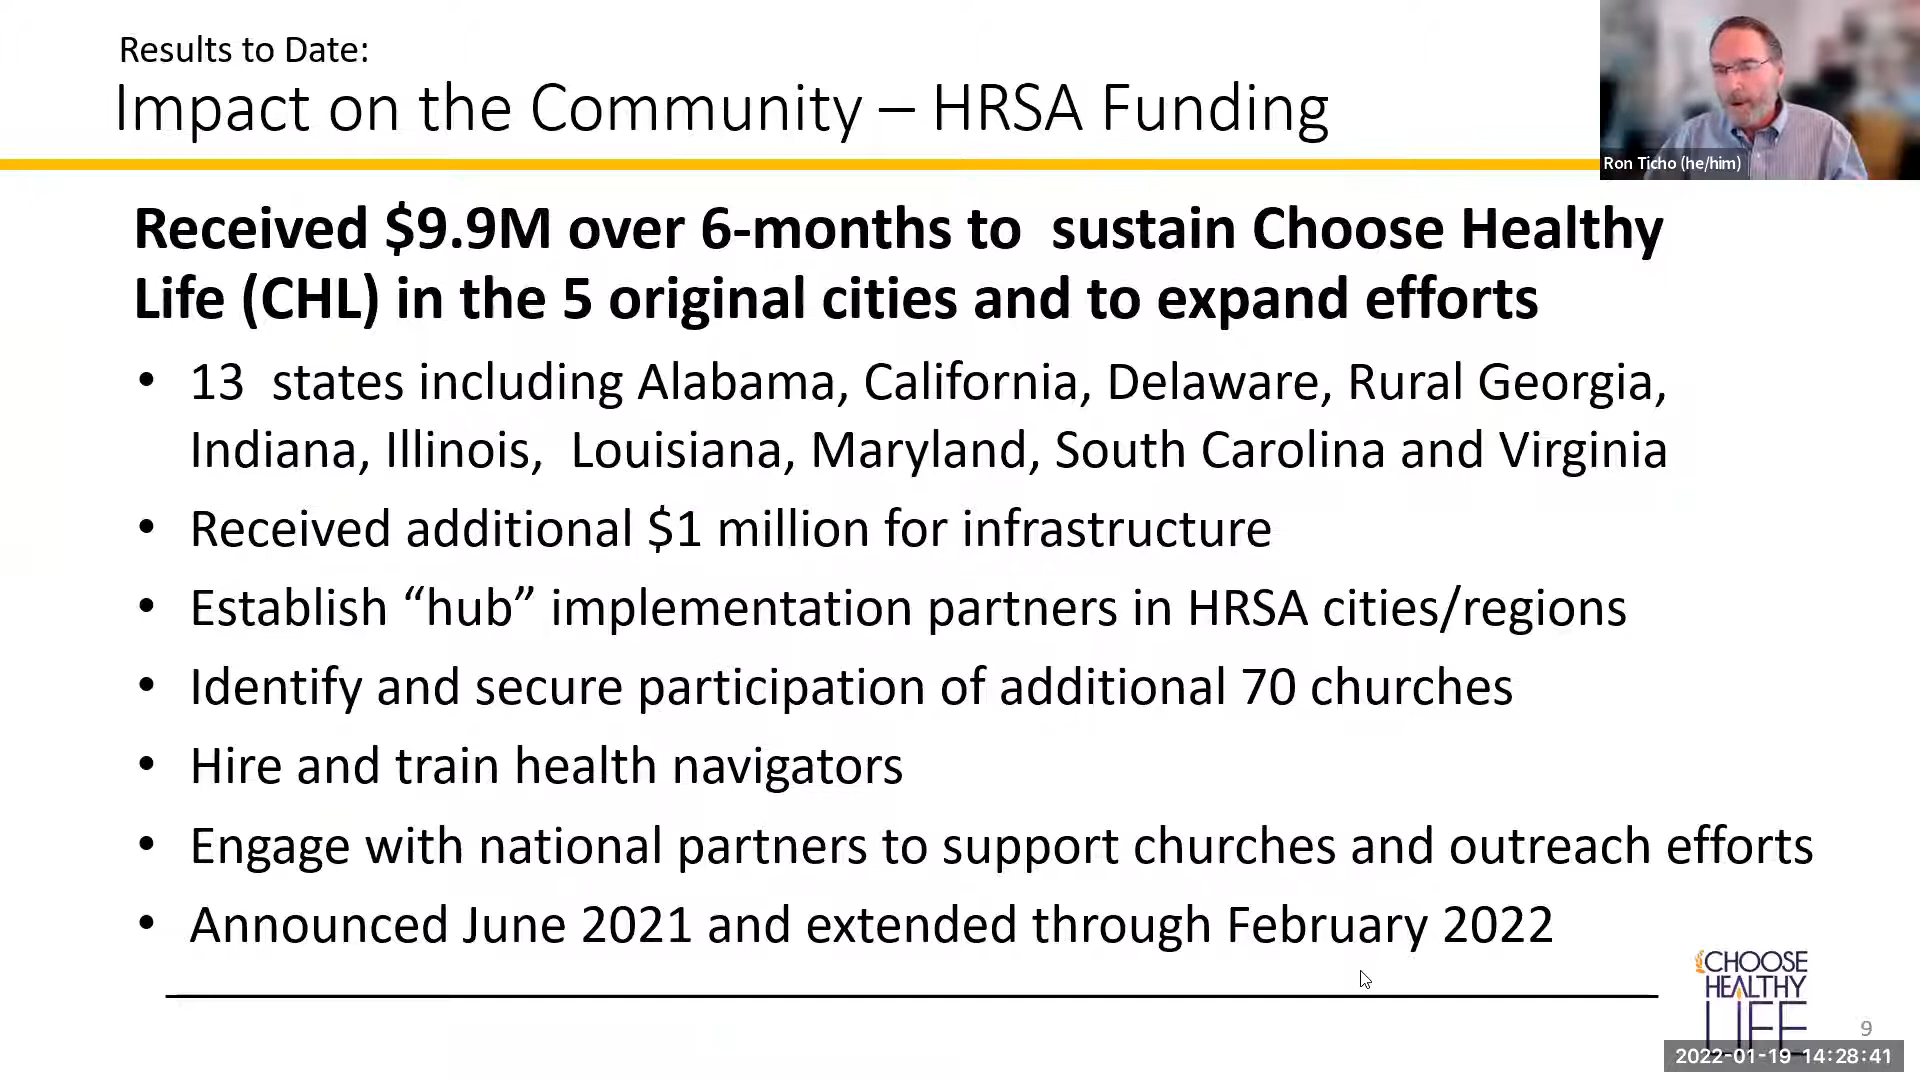 Results to Date:
Impact on the Community – HRSA Funding
Ron Ticho (he/him)
Received $9.9M over 6-months to  sustain Choose Healthy
Life (CHL) in the 5 original cities and to expand efforts
• 13  states including Alabama, California, Delaware, Rural Georgia,
Indiana, Illinois,  Louisiana, Maryland, South Carolina and Virginia
• Received additional $1 million for infrastructure
• Establish “hub” implementation partners in HRSA cities/regions
• Identify and secure participation of additional 70 churches
• Hire and train health navigators
• Engage with national partners to support churches and outreach efforts
• Announced June 2021 and extended through February 2022
CHOOSE
HEALTHY
LIFE
9
2022-01-19 14:28:41